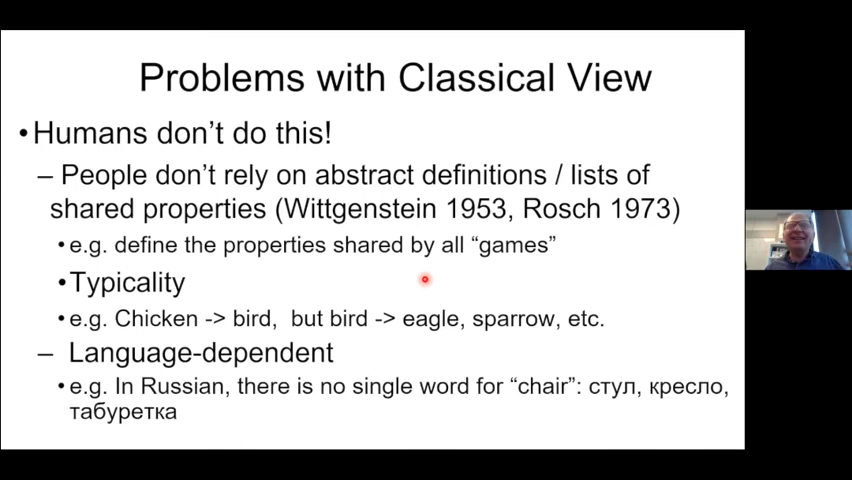 Problems with Classical View
•Humans don’t do this!
– People don’t rely on abstract definitions / lists of
shared properties (Wittgenstein 1953, Rosch 1973)
•e.g. define the properties shared by all “games”
•Typicality
•e.g. Chicken -> bird,  but bird -> eagle, sparrow, etc.
– Language-dependent
•e.g. In Russian, there is no single word for “chair”: стул, кресло,
табуретка